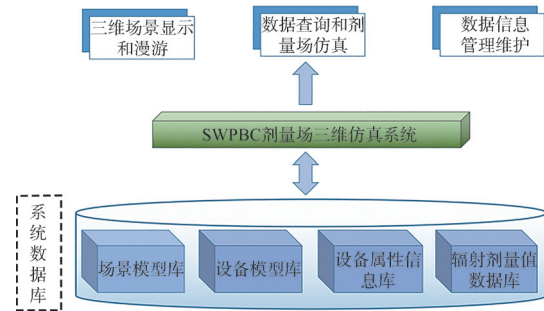 三维场景显示
和漫游
数据查询和剂
量场仿真
数据信息
管理维护
SWPBC剂量场三维仿真系统
系统数据库
场景模型库
设备模型库
设备属性信
息库
辐射剂量值
数据库